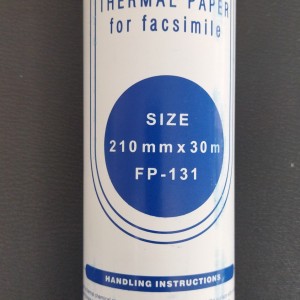 THERMAL PAPER
for facsimile
SIZE
210mm x 30m
FP-131
HANDLING INSTRUCTIONS